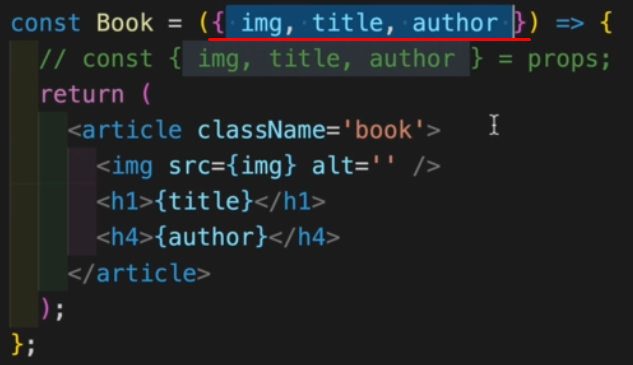 const Book = ({ img, title, author }) => {
// const { img, title, author } = props;
return (
<article className='book'>
<img src={img} alt='' />
<h1>{title}</h1>
<h4>{author}</h4>
</article>
);
};